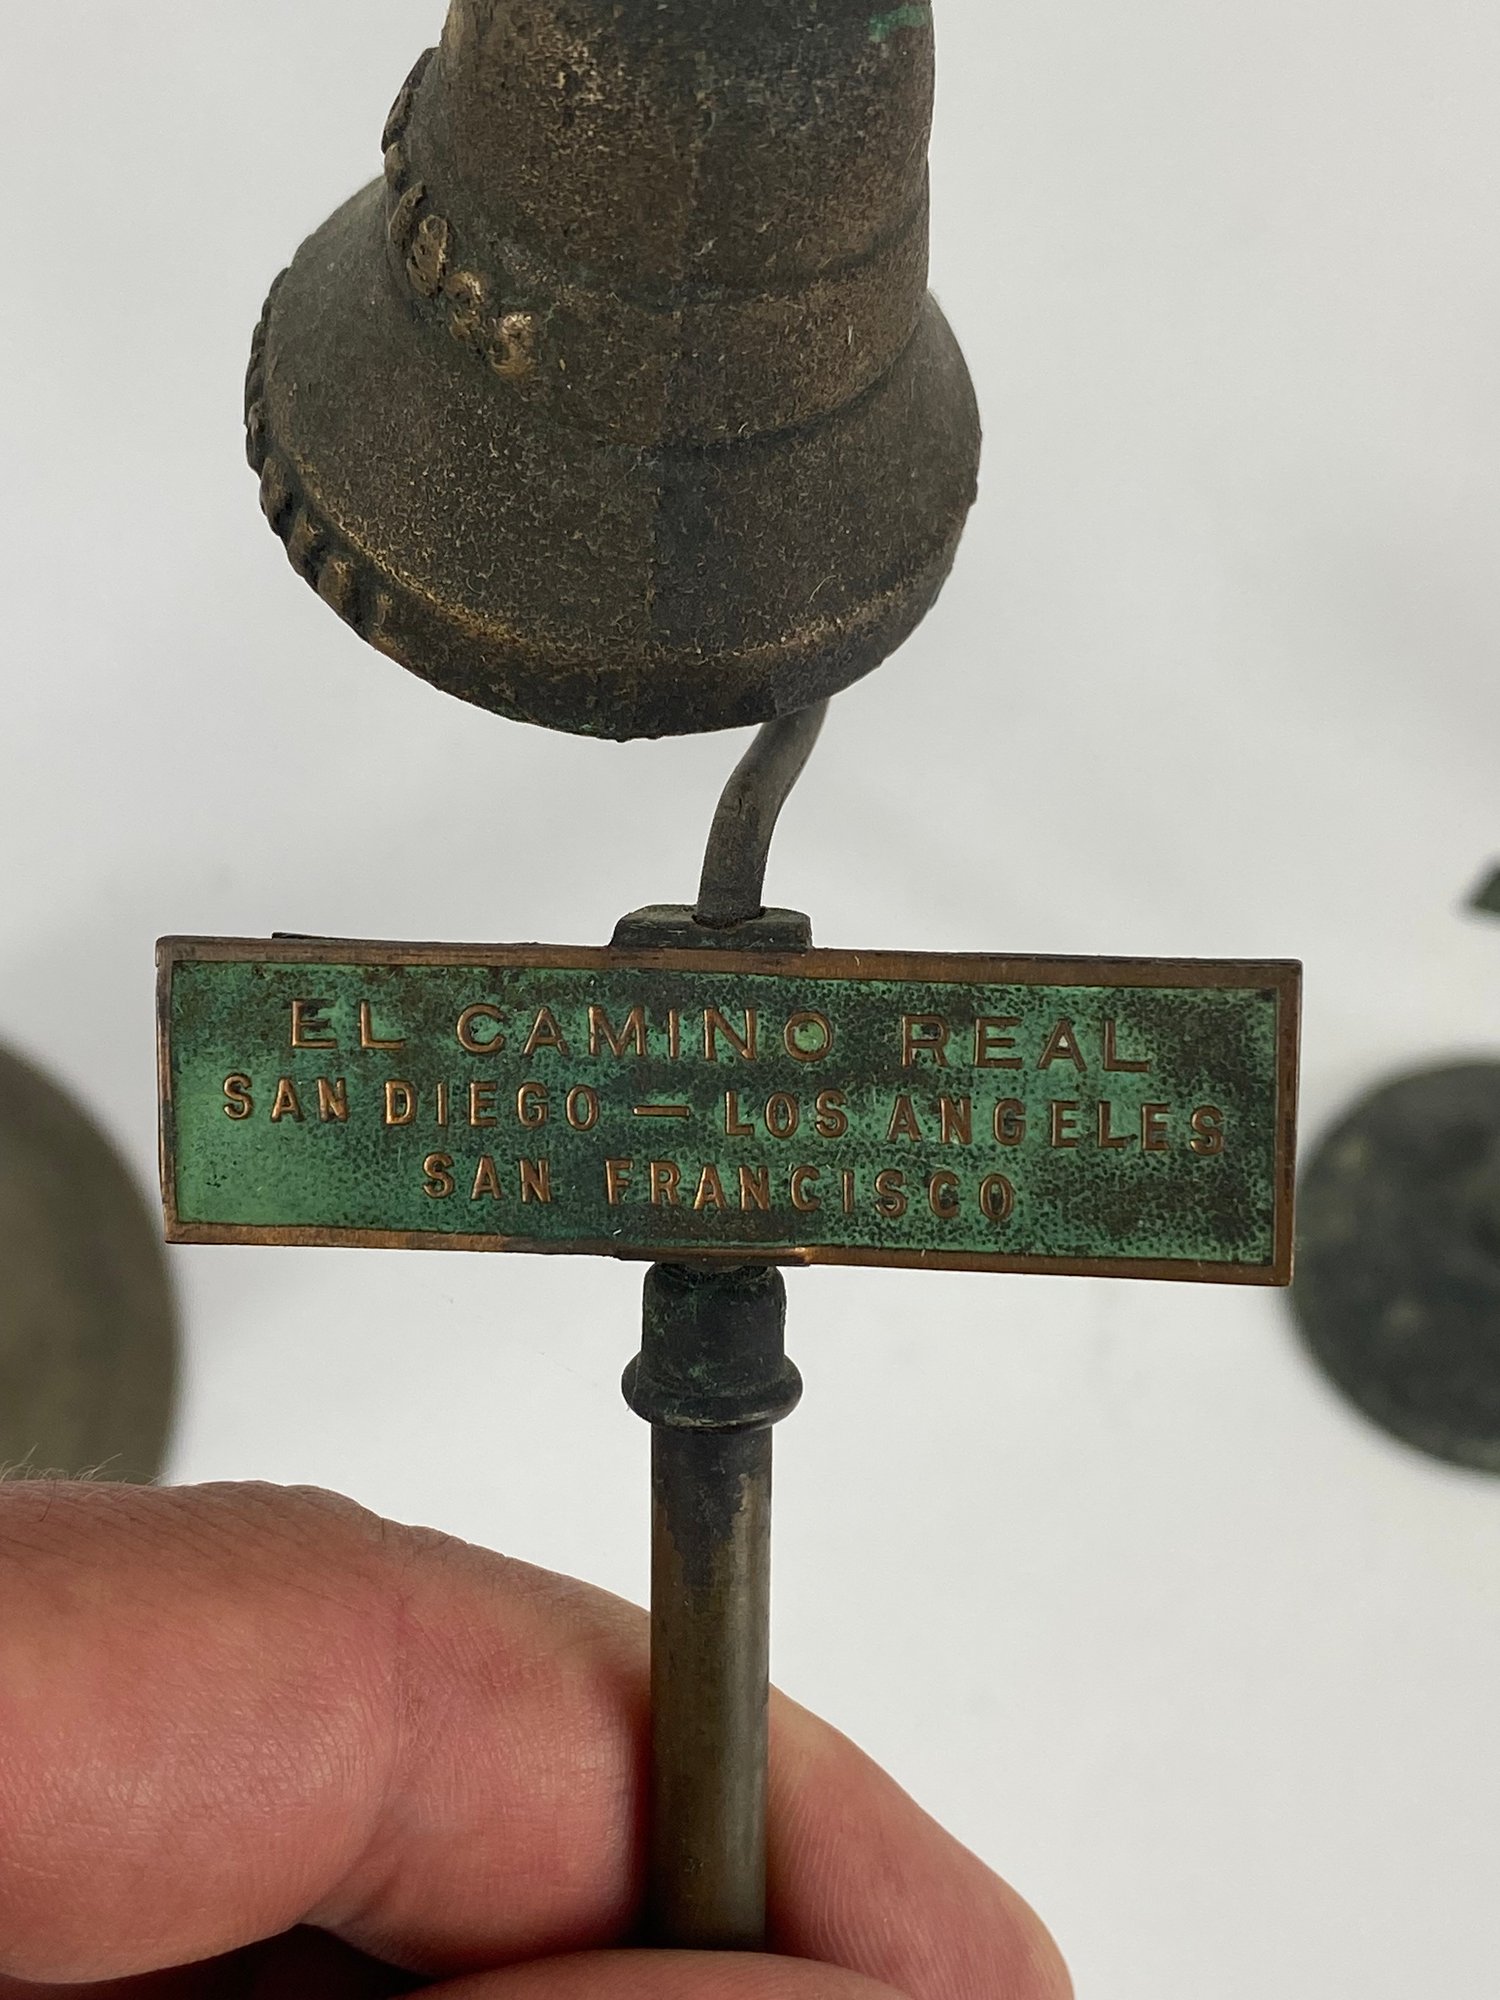 EL CAMINO REAL
SAN DIEGO — LOS ANGELES
SAN FRANCISCO